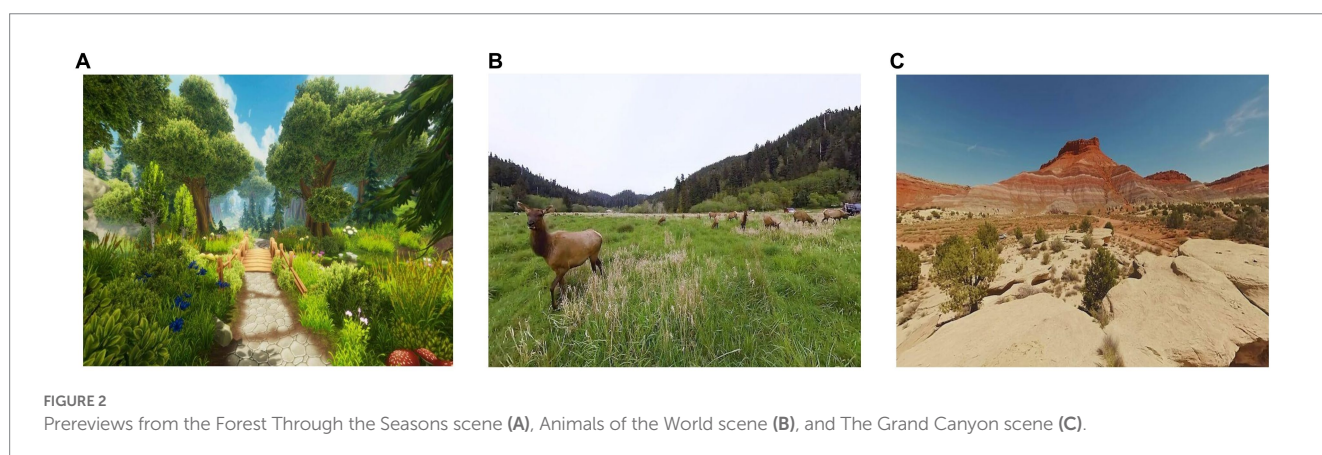 A
B
C
FIGURE 2
Prereviews from the Forest Through the Seasons scene (A), Animals of the World scene (B), and The Grand Canyon scene (C).